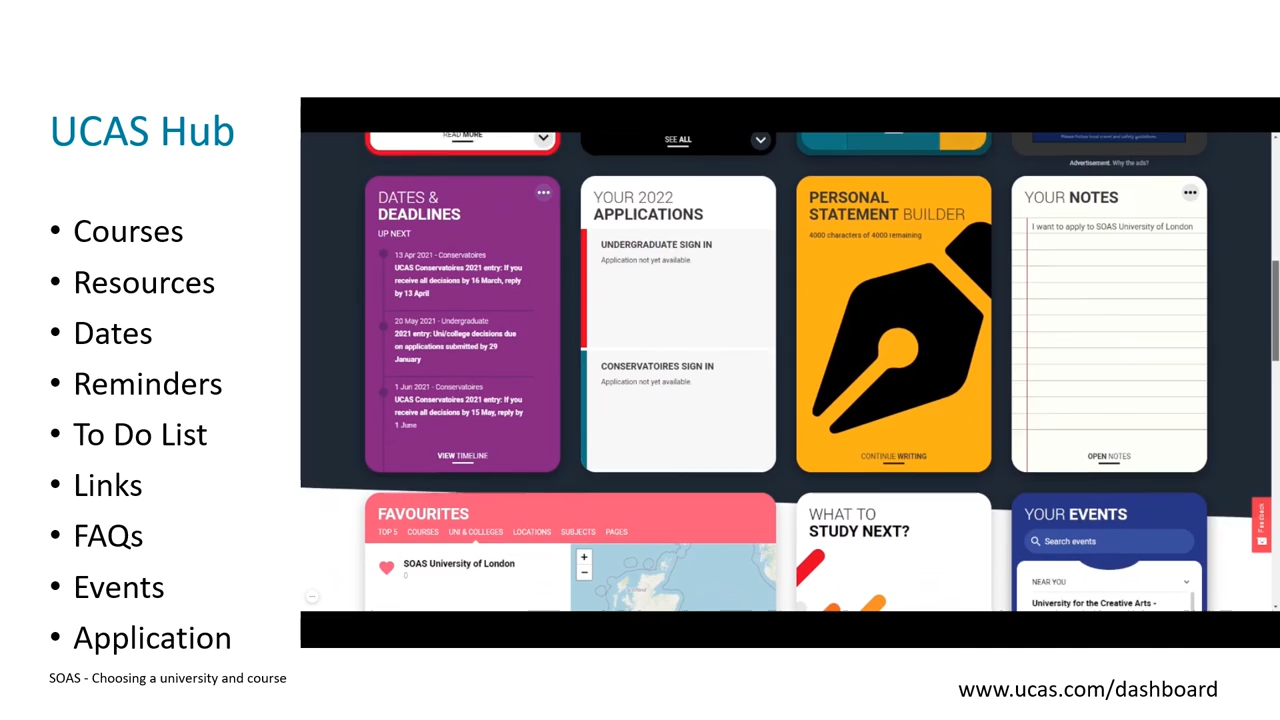 UCAS Hub
• Courses
• Resources
• Dates
• Reminders
• To Do List
• Links
• FAQs
• Events
• Application
SOAS - Choosing a university and course
READ MORE
SEE ALL
Advertisement. Why the ads?
DATES &
DEADLINES
UP NEXT
13 Apr 2021 - Conservatoires
UCAS Conservatoires 2021 entry: If you
receive all decisions by 16 March, reply
by 13 April
20 May 2021 - Undergraduate
2021 entry: Uni/college decisions due
on applications submitted by 29
January
1 Jun 2021 - Conservatoires
UCAS Conservatoires 2021 entry: If you
receive all decisions by 15 May, reply by
1 June
VIEW TIMELINE
YOUR 2022
APPLICATIONS
UNDERGRADUATE SIGN IN
Application not yet available.
CONSERVATOIRES SIGN IN
Application not yet available.
PERSONAL
STATEMENT BUILDER
4000 characters of 4000 remaining
CONTINUE WRITING
YOUR NOTES
I want to apply to SOAS University of London
OPEN NOTES
FAVOURITES
TOP 5 COURSES UNI & COLLEGES LOCATIONS SUBJECTS PAGES
SOAS University of London
0
+
−
WHAT TO
STUDY NEXT?
YOUR EVENTS
Search events
NEAR YOU
University for the Creative Arts -
Feedback
www.ucas.com/dashboard